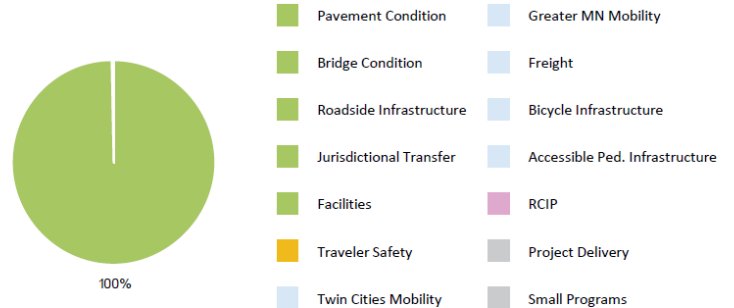 Pavement Condition
Bridge Condition
Roadside Infrastructure
Jurisdictional Transfer
Facilities
Traveler Safety
Twin Cities Mobility
Greater MN Mobility
Freight
Bicycle Infrastructure
Accessible Ped. Infrastructure
RCIP
Project Delivery
Small Programs
100%